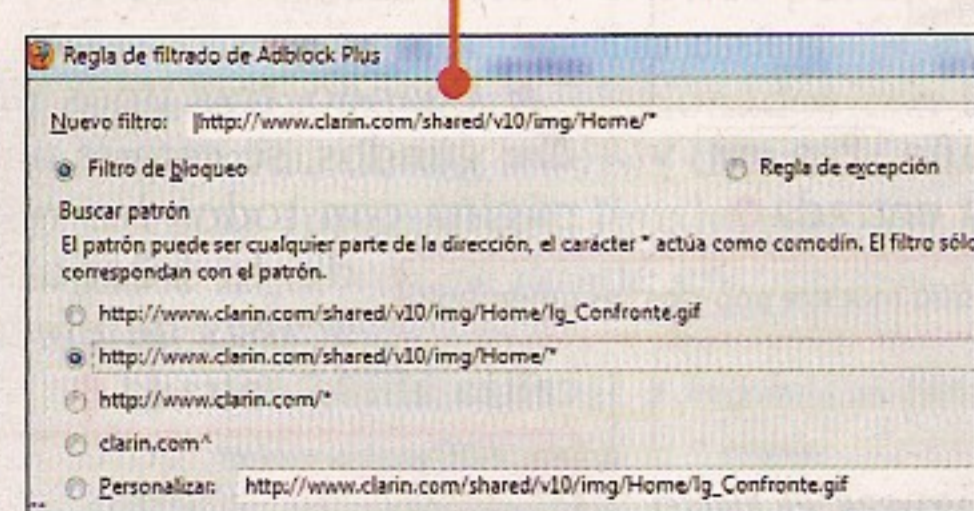 Regla de filtrado de Adblock Plus
Nuevo filtro: |http://www.clarin.com/shared/v10/img/Home/*
Filtro de bloqueo Regla de excepción
Buscar patrón
El patrón puede ser cualquier parte de la dirección, el carácter * actúa como comodín. El filtro sólo
correspondan con el patrón.
http://www.clarin.com/shared/v10/img/Home/lg_Confronte.gif
http://www.clarin.com/shared/v10/img/Home/*
http://www.clarin.com/*
clarin.com^
Personalizar: http://www.clarin.com/shared/v10/img/Home/lg_Confronte.gif